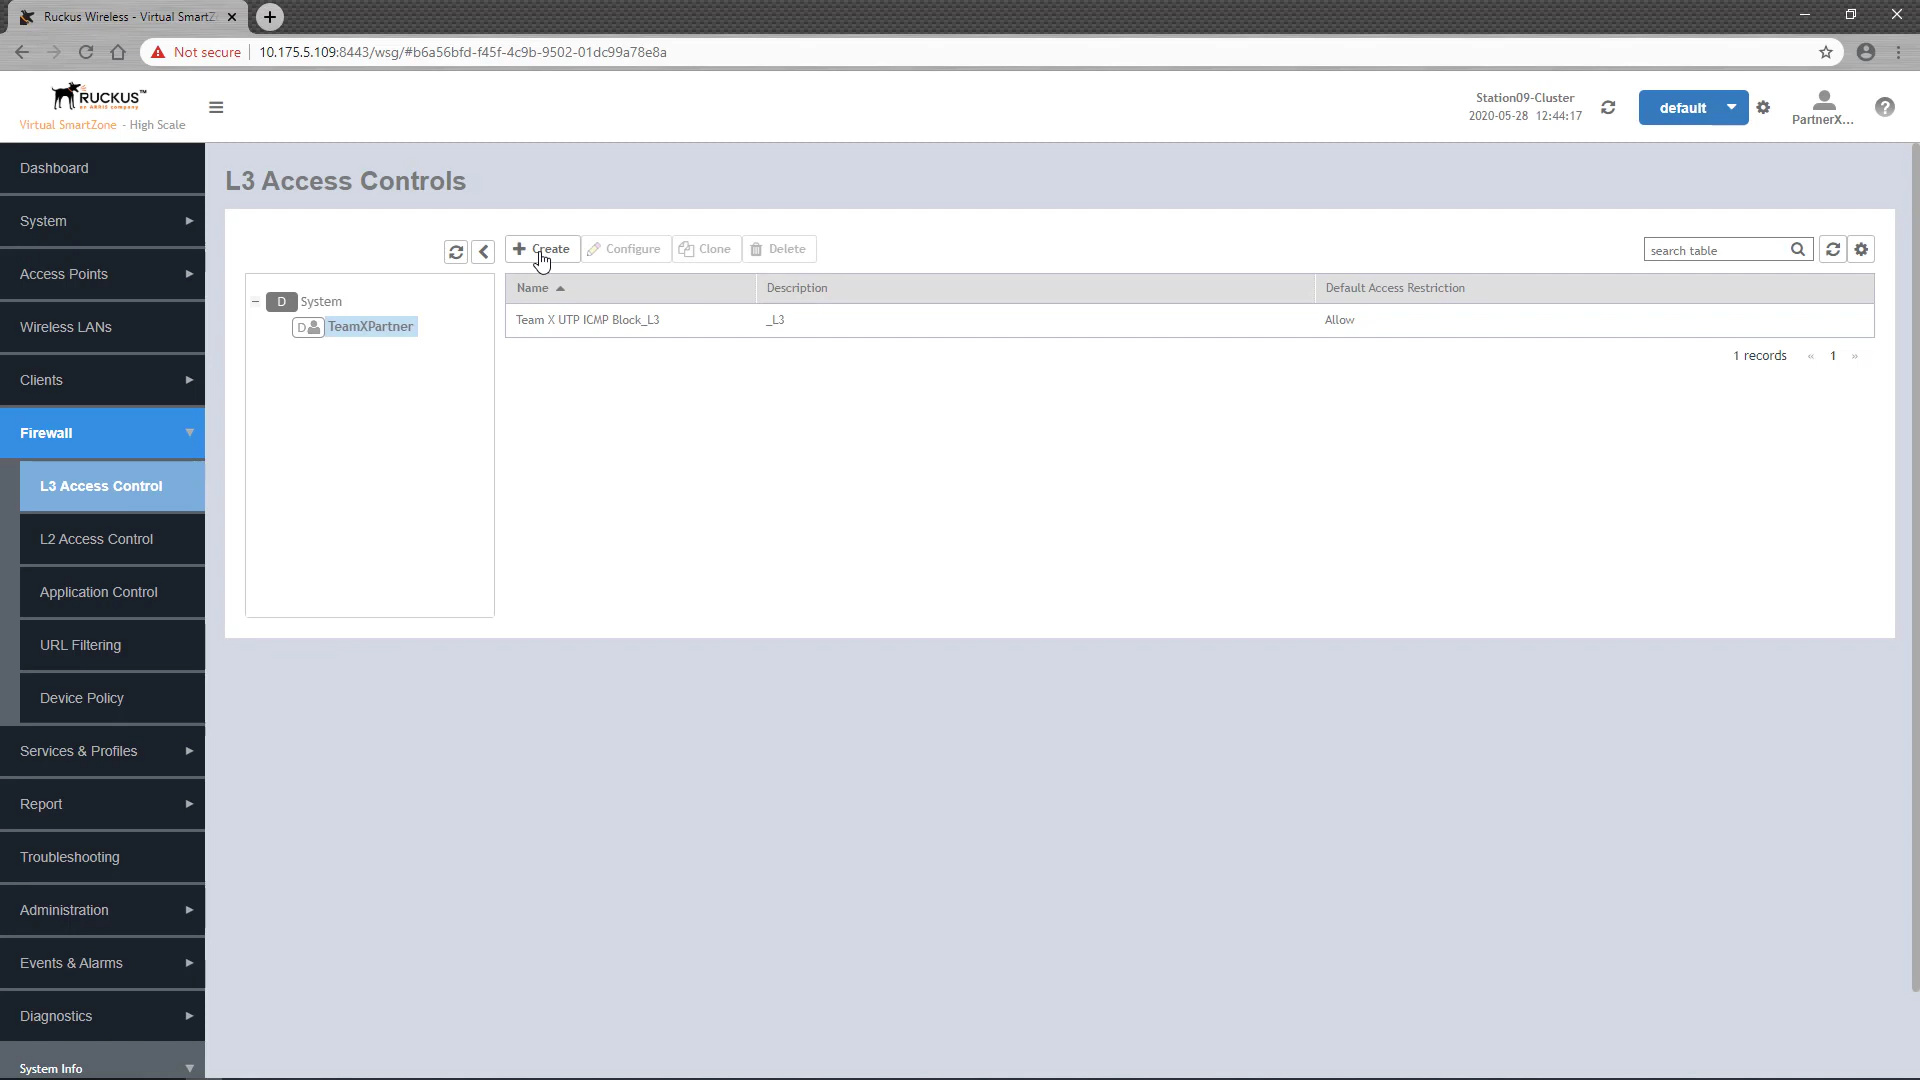 Ruckus Wireless - Virtual SmartZ
Not secure
10.175.5.109:8443/wsg/#b6a56bfd-f45f-4c9b-9502-01dc99a78e8a
RUCKUS™
an ARRIS company
Virtual SmartZone - High Scale
Station09-Cluster
2020-05-28 12:44:17
default
PartnerX...
?
Dashboard
System
Access Points
Wireless LANs
Clients
Firewall
L3 Access Control
L2 Access Control
Application Control
URL Filtering
Device Policy
Services & Profiles
Report
Troubleshooting
Administration
Events & Alarms
Diagnostics
System Info
L3 Access Controls
Create
Configure
Clone
Delete
search table
D System
D TeamXPartner
Name
Description
Default Access Restriction
Team X UTP ICMP Block_L3
_L3
Allow
1 records « 1 »